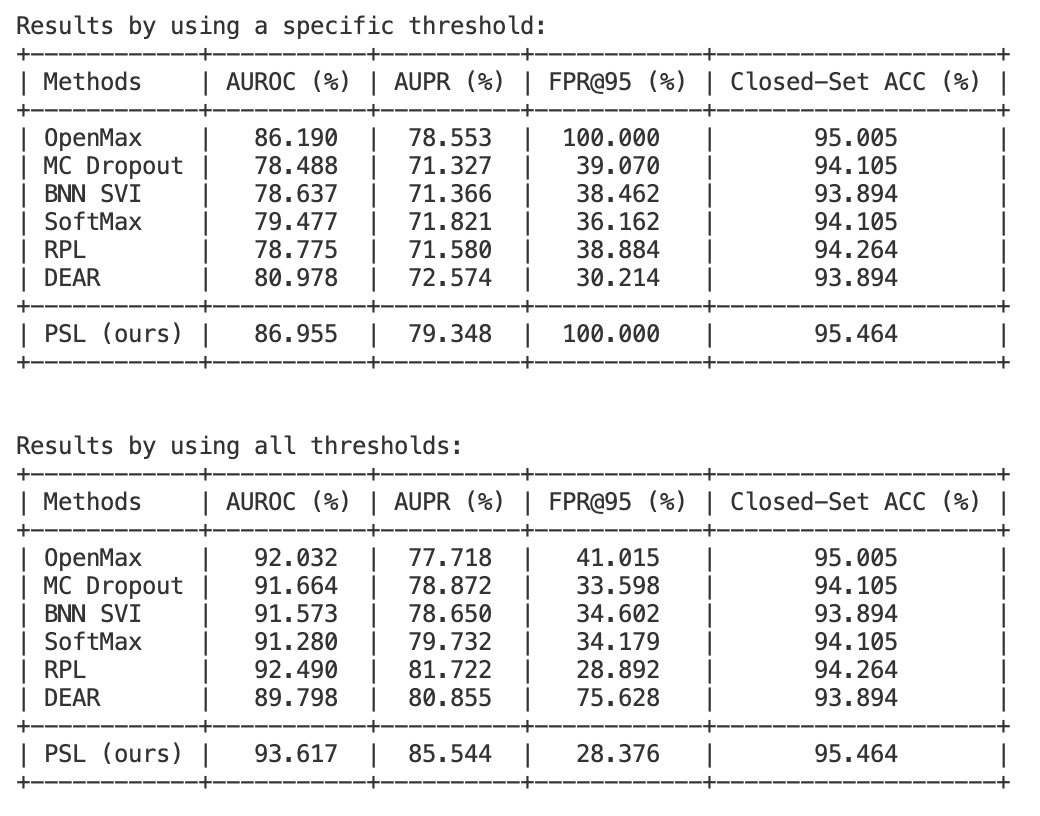 Results by using a specific threshold:
+-------------+------------+-----------+-------------+---------------------+
| Methods     | AUROC (%) | AUPR (%) | FPR@95 (%) | Closed-Set ACC (%) |
+-------------+------------+-----------+-------------+---------------------+
| OpenMax     | 86.190 | 78.553 | 100.000 | 95.005 |
| MC Dropout | 78.488 | 71.327 | 39.070 | 94.105 |
| BNN SVI | 78.637 | 71.366 | 38.462 | 93.894 |
| SoftMax | 79.477 | 71.821 | 36.162 | 94.105 |
| RPL | 78.775 | 71.580 | 38.884 | 94.264 |
| DEAR | 80.978 | 72.574 | 30.214 | 93.894 |
+-------------+------------+-----------+-------------+---------------------+
| PSL (ours) | 86.955 | 79.348 | 100.000 | 95.464 |
+-------------+------------+-----------+-------------+---------------------+
Results by using all thresholds:
+-------------+------------+-----------+-------------+---------------------+
| Methods | AUROC (%) | AUPR (%) | FPR@95 (%) | Closed-Set ACC (%) |
+-------------+------------+-----------+-------------+---------------------+
| OpenMax | 92.032 | 77.718 | 41.015 | 95.005 |
| MC Dropout | 91.664 | 78.872 | 33.598 | 94.105 |
| BNN SVI | 91.573 | 78.650 | 34.602 | 93.894 |
| SoftMax | 91.280 | 79.732 | 34.179 | 94.105 |
| RPL | 92.490 | 81.722 | 28.892 | 94.264 |
| DEAR | 89.798 | 80.855 | 75.628 | 93.894 |
+-------------+------------+-----------+-------------+---------------------+
| PSL (ours) | 93.617 | 85.544 | 28.376 | 95.464 |
+-------------+------------+-----------+-------------+---------------------+